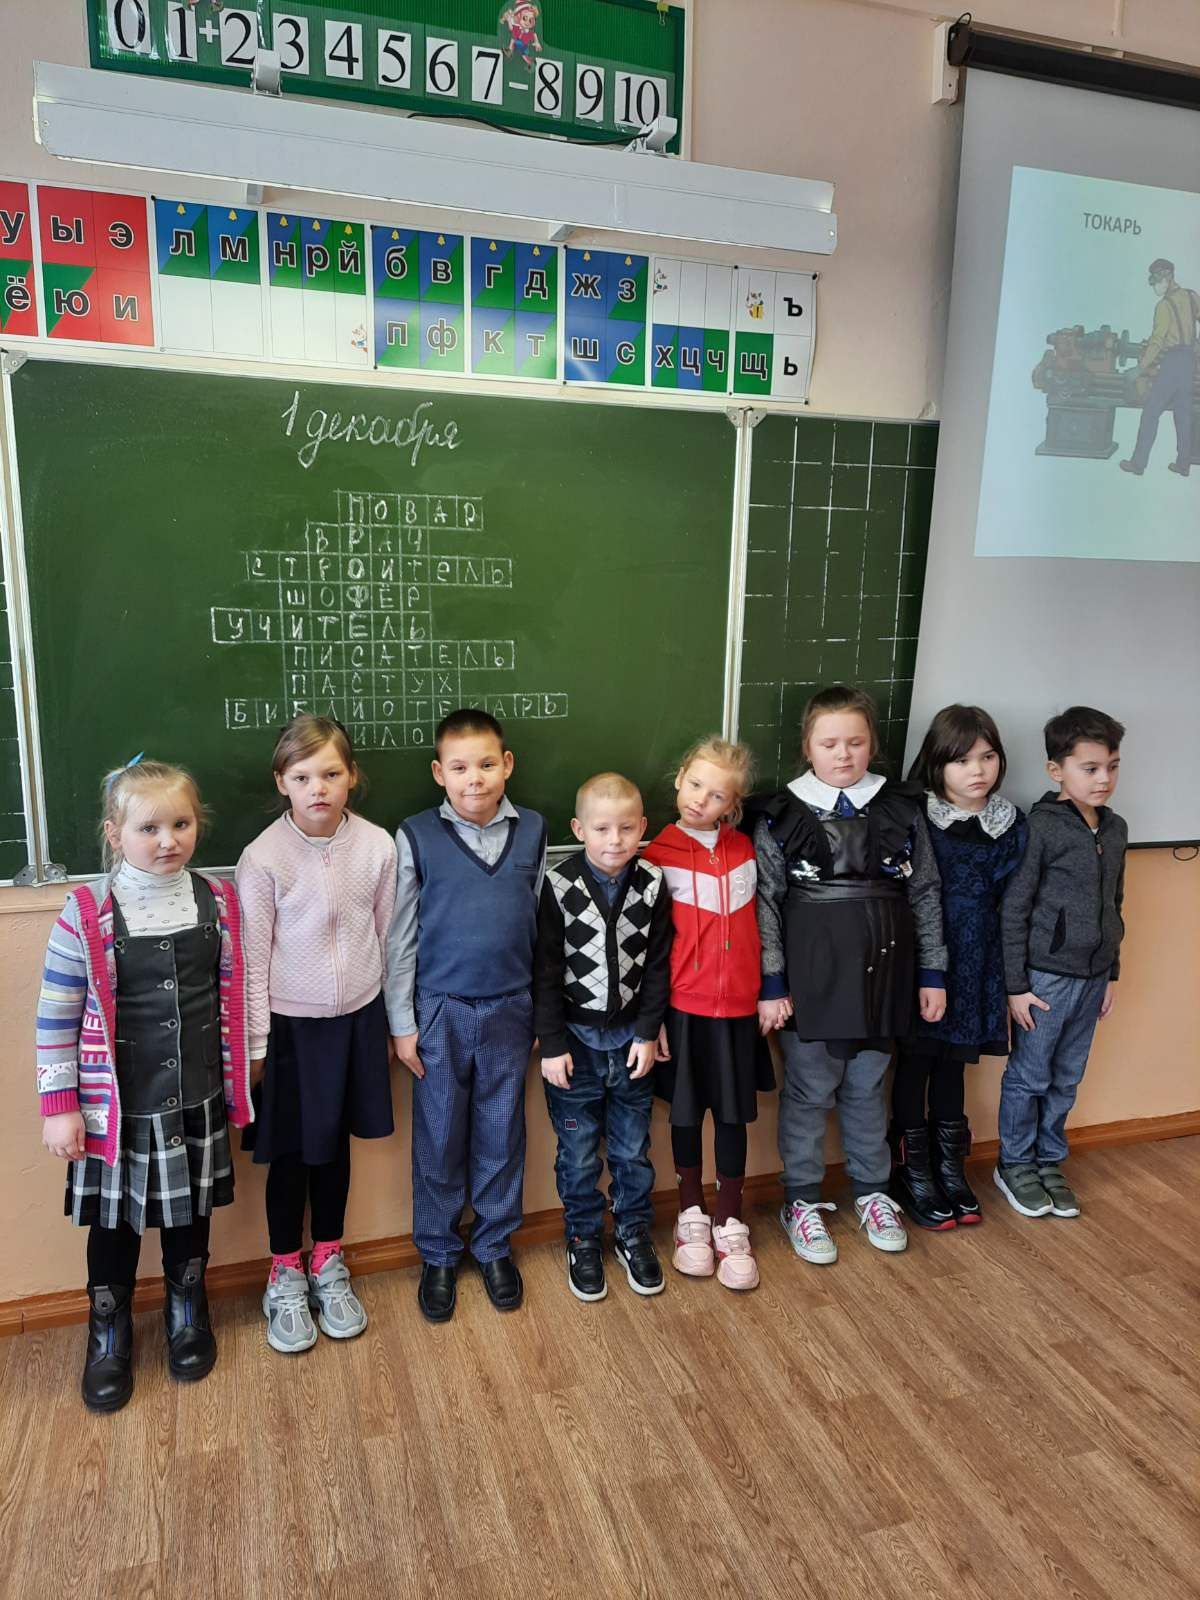 0 1 + 2 3 4 5 6 7 - 8 9 10
у ы э л м н р й б в г д ж з ъ
ё ю и п ф к т ш с х ц ч щ ь
ТОКАРЬ
1 декабря
ПОВАР
ВРАЧ
СТРОИТЕЛЬ
ШОФЁР
УЧИТЕЛЬ
ПИСАТЕЛЬ
ПАСТУХ
БИБЛИОТЕКАРЬ